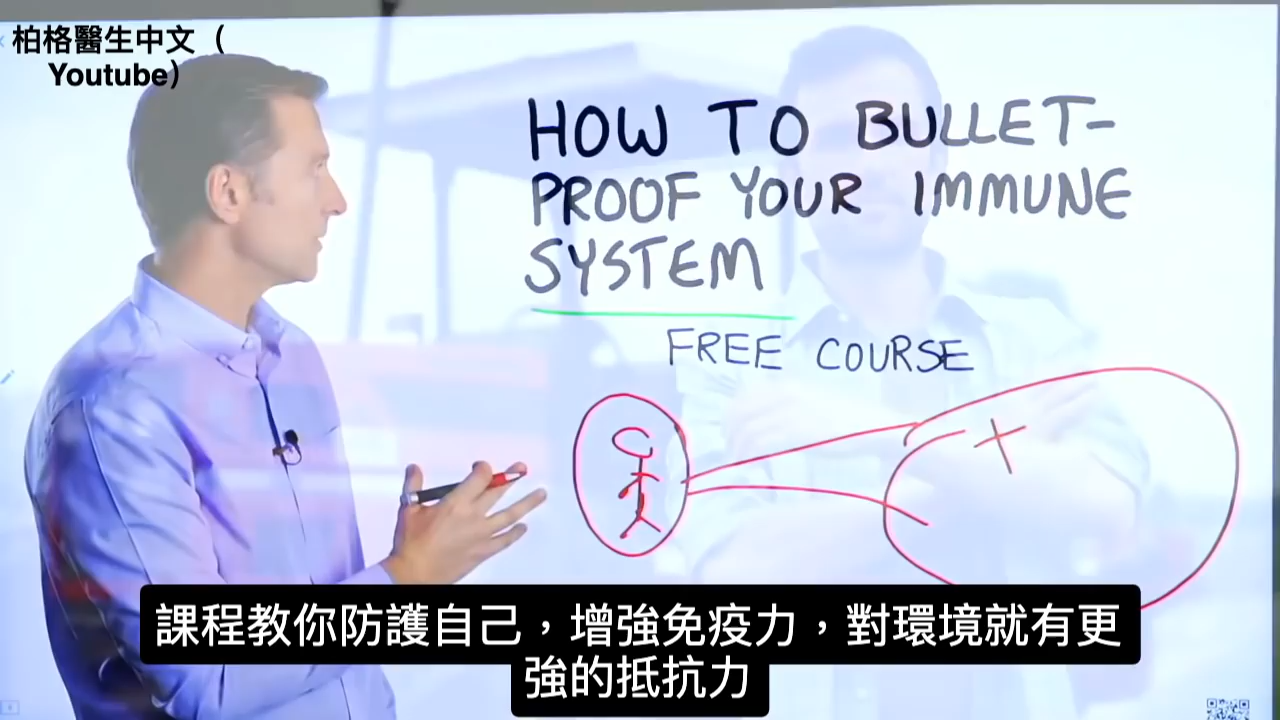 柏格醫生中文（
Youtube）
HOW TO BULLET-
PROOF YOUR IMMUNE
SYSTEM
FREE COURSE
課程教你防護自己，增強免疫力，對環境就有更
強的抵抗力